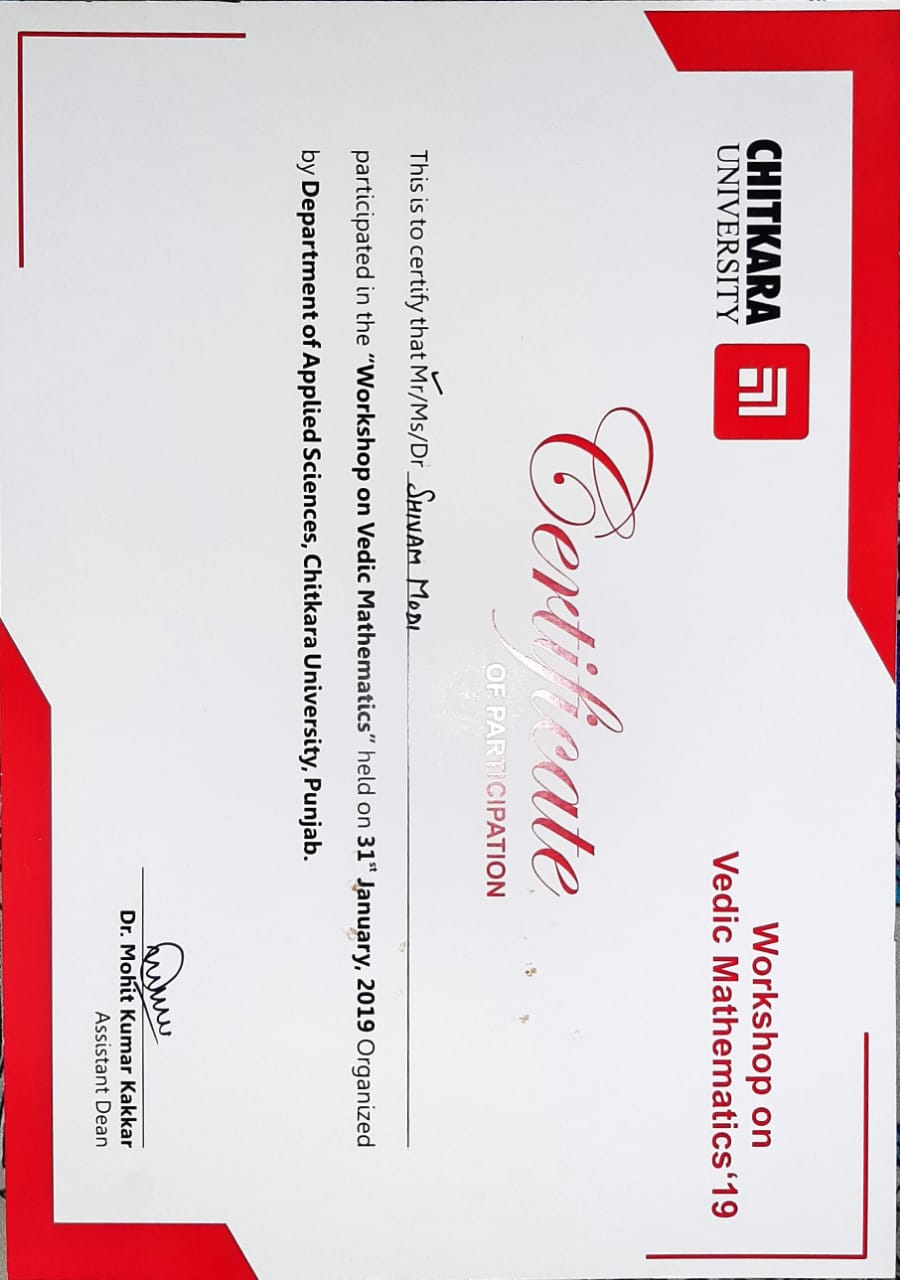 CHITKARA
UNIVERSITY
Workshop on
Vedic Mathematics‘19
Certificate
OF PARTICIPATION
This is to certify that Mr/Ms/Dr SHIVAM MODI
participated in the “Workshop on Vedic Mathematics” held on 31st January, 2019 Organized
by Department of Applied Sciences, Chitkara University, Punjab.
Dr. Mohit Kumar Kakkar
Assistant Dean